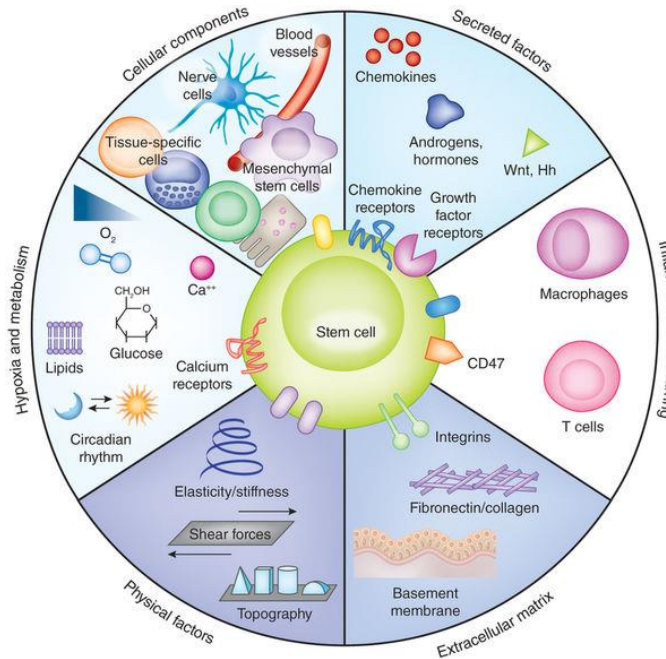 Cellular components
Blood
vessels
Nerve
cells
Tissue-specific
cells
Mesenchymal
stem cells
Secreted factors
Chemokines
Androgens,
hormones
Wnt, Hh
Chemokine
receptors
Growth
factor
receptors
Macrophages
T cells
CD47
Hypoxia and metabolism
O2
Ca++
CH2OH
Glucose
Lipids
Circadian
rhythm
Calcium
receptors
Stem cell
Physical factors
Elasticity/stiffness
Shear forces
Topography
Extracellular matrix
Integrins
Fibronectin/collagen
Basement
membrane